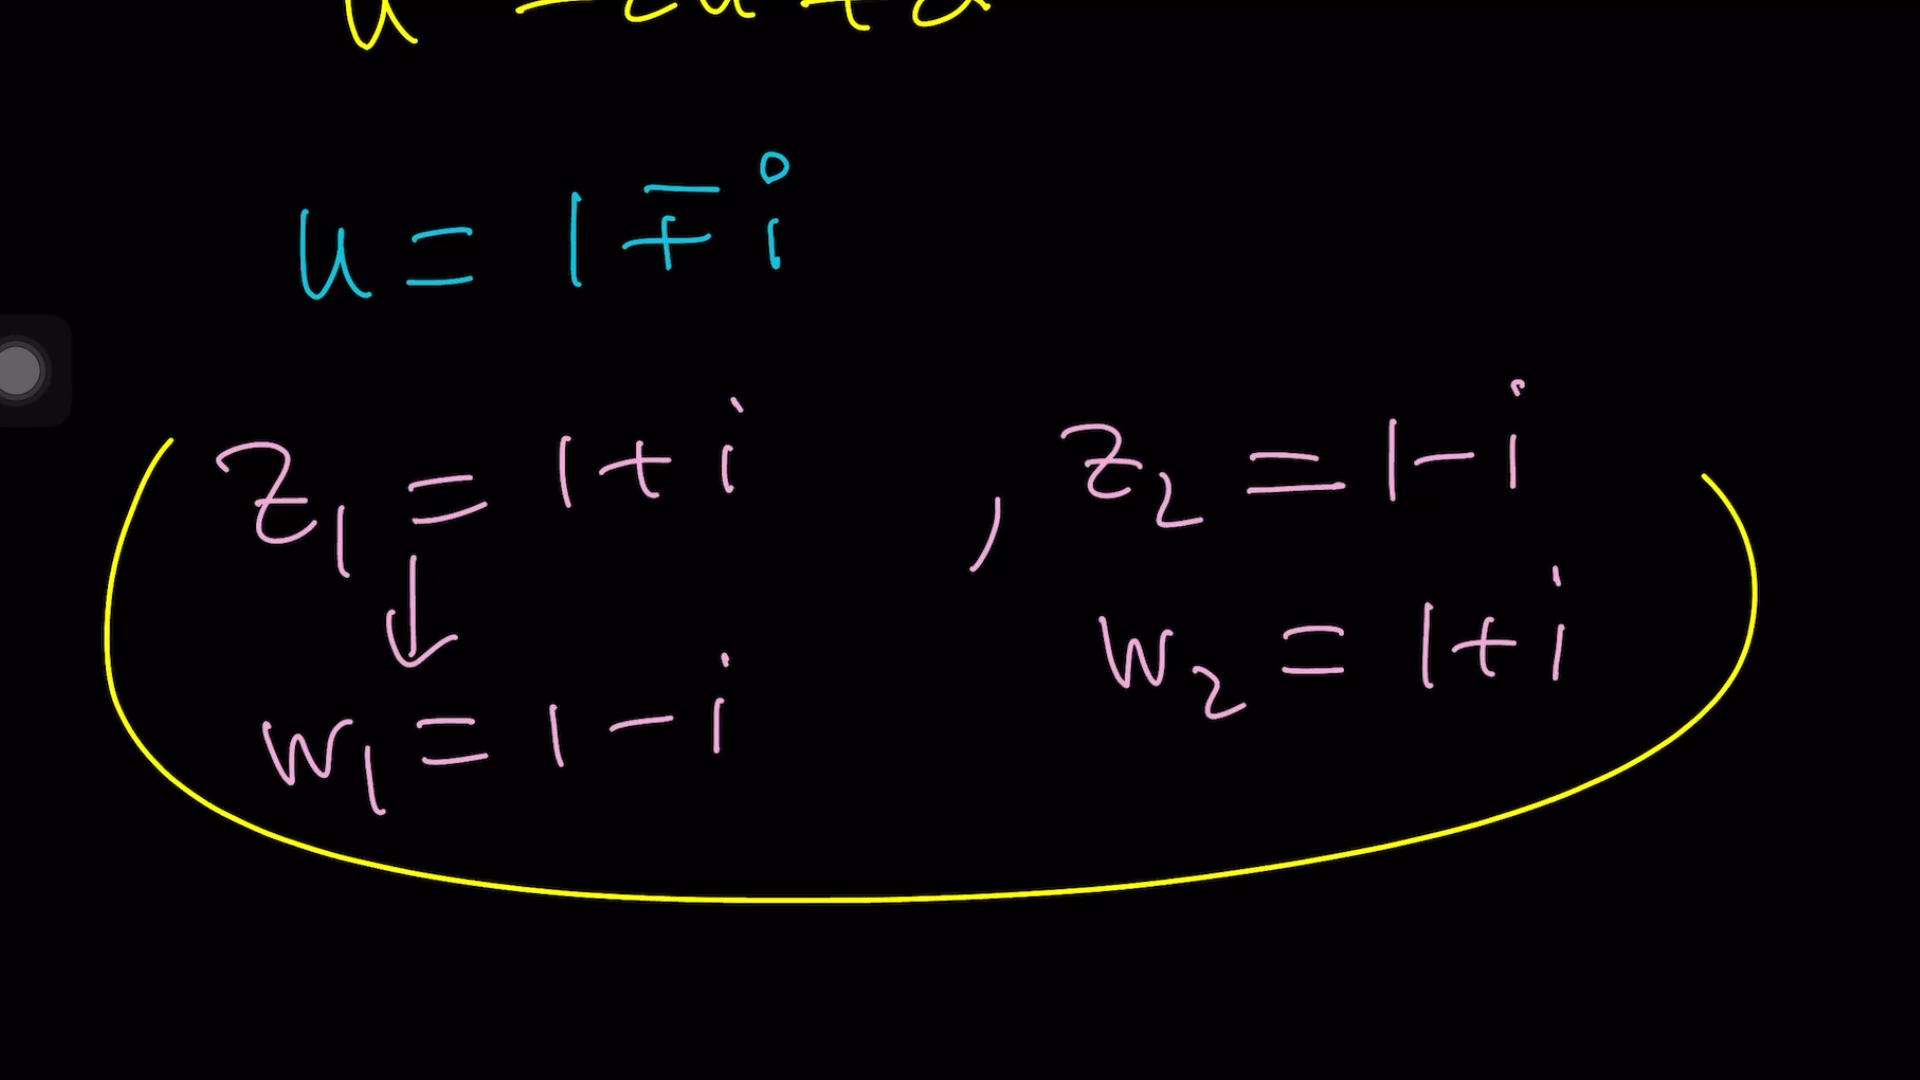 u = 1 ∓ i
z₁ = 1 + i , z₂ = 1 - i
↓
w₁ = 1 - i w₂ = 1 + i